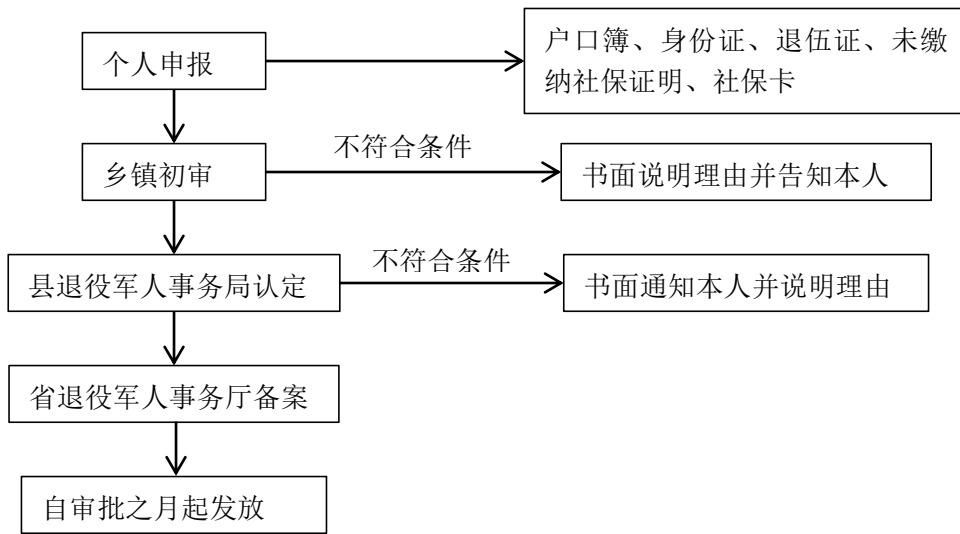 个人申报
户口簿、身份证、退伍证、未缴
纳社保证明、社保卡
不符合条件
乡镇初审
书面说明理由并告知本人
不符合条件
县退役军人事务局认定
书面通知本人并说明理由
省退役军人事务厅备案
自审批之月起发放